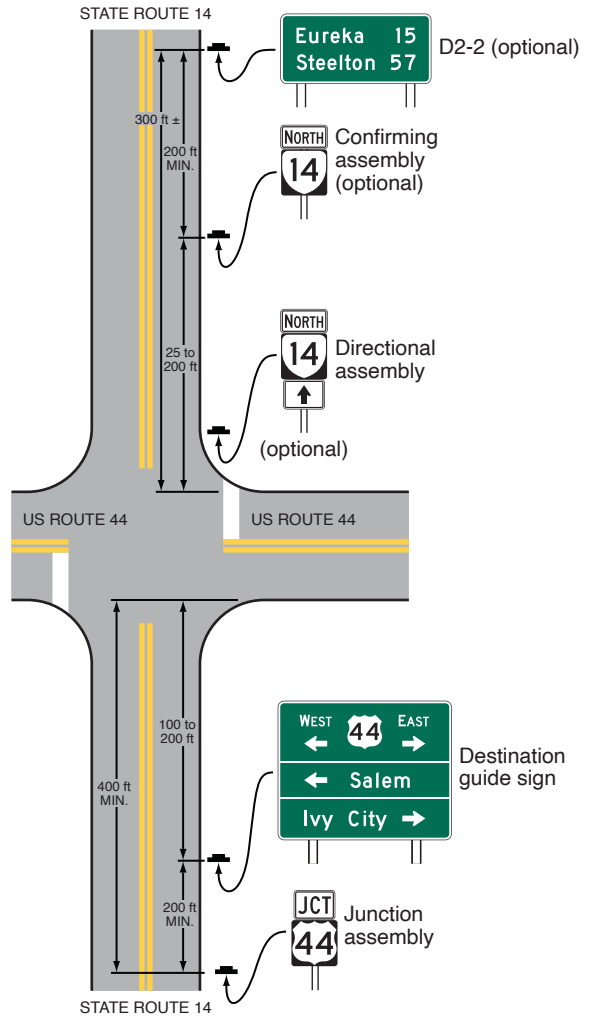 STATE ROUTE 14
Eureka 15
Steelton 57
D2-2 (optional)
300 ft ±
200 ft
MIN.
NORTH
14
Confirming
assembly
(optional)
25 to
200 ft
NORTH
14
Directional
assembly
(optional)
US ROUTE 44
US ROUTE 44
100 to
200 ft
400 ft
MIN.
WEST 44 EAST
Salem
Ivy City
Destination
guide sign
200 ft
MIN.
JCT
44
Junction
assembly
STATE ROUTE 14